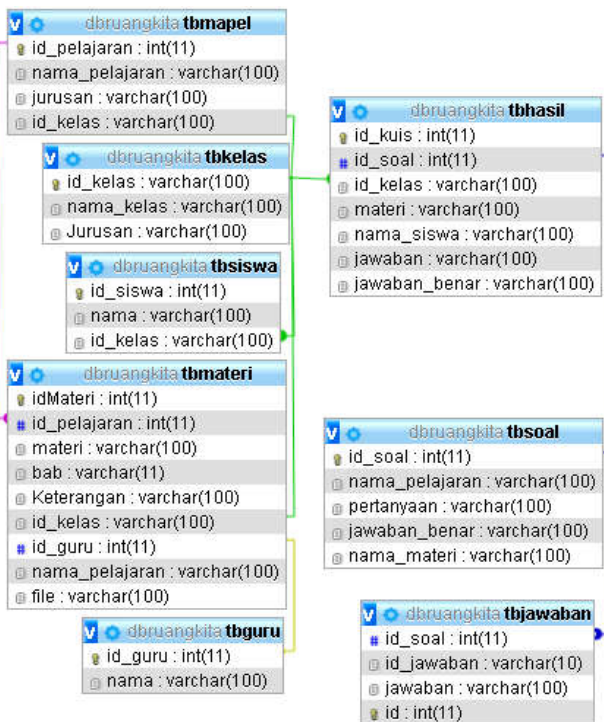 dbruangkita tbmapel
id_pelajaran : int(11)
nama_pelajaran : varchar(100)
jurusan : varchar(100)
id_kelas : varchar(100)
dbruangkita tbkelas
id_kelas : varchar(100)
nama_kelas : varchar(100)
Jurusan : varchar(100)
dbruangkita tbsiswa
id_siswa : int(11)
nama : varchar(100)
id_kelas : varchar(100)
dbruangkita tbmateri
idMateri : int(11)
id_pelajaran : int(11)
materi : varchar(100)
bab : varchar(11)
Keterangan : varchar(100)
id_kelas : varchar(100)
id_guru : int(11)
nama_pelajaran : varchar(100)
file : varchar(100)
dbruangkita tbguru
id_guru : int(11)
nama : varchar(100)
dbruangkita tbhasil
id_kuis : int(11)
id_soal : int(11)
id_kelas : varchar(100)
materi : varchar(100)
nama_siswa : varchar(100)
jawaban : varchar(100)
jawaban_benar : varchar(100)
dbruangkita tbsoal
id_soal : int(11)
nama_pelajaran : varchar(100)
pertanyaan : varchar(100)
jawaban_benar : varchar(100)
nama_materi : varchar(100)
dbruangkita tbjawaban
id_soal : int(11)
id_jawaban : varchar(10)
jawaban : varchar(100)
id : int(11)